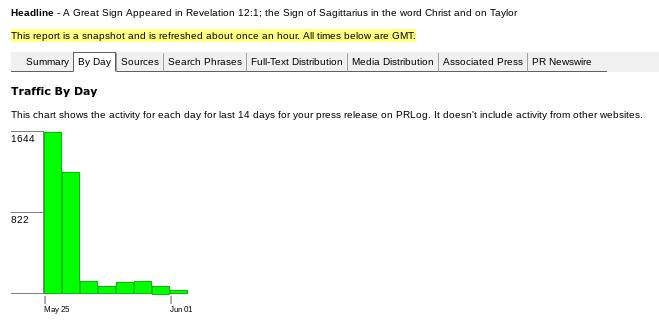 Headline - A Great Sign Appeared in Revelation 12:1; the Sign of Sagittarius in the word Christ and on Taylor
This report is a snapshot and is refreshed about once an hour. All times below are GMT.
Summary By Day Sources Search Phrases Full-Text Distribution Media Distribution Associated Press PR Newswire
Traffic By Day
This chart shows the activity for each day for last 14 days for your press release on PRLog. It doesn't include activity from other websites.
1644
822
May 25 Jun 01